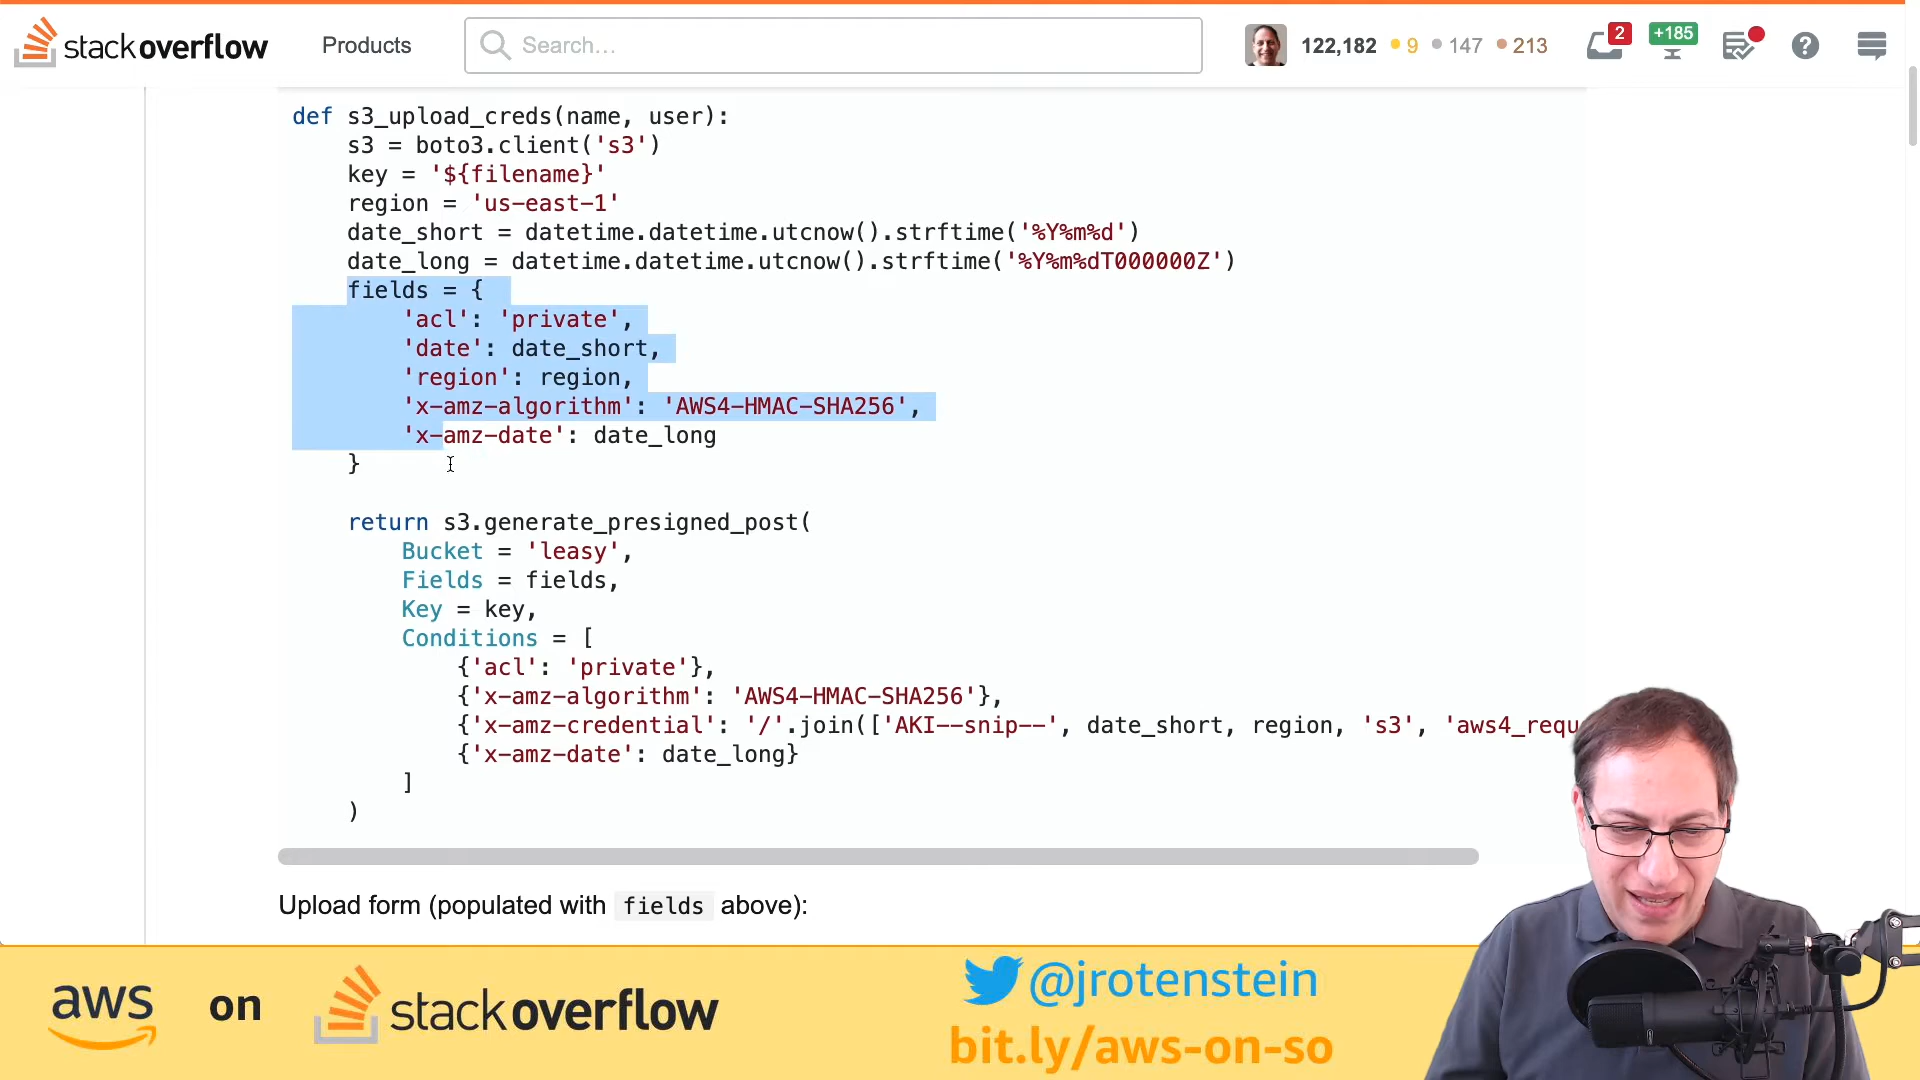 stackoverflow
Products
Search...
122,182 9 147 213
2
+185
?
def s3_upload_creds(name, user):
    s3 = boto3.client('s3')
    key = '${filename}'
    region = 'us-east-1'
    date_short = datetime.datetime.utcnow().strftime('%Y%m%d')
    date_long = datetime.datetime.utcnow().strftime('%Y%m%dT000000Z')
    fields = {
        'acl': 'private',
        'date': date_short,
        'region': region,
        'x-amz-algorithm': 'AWS4-HMAC-SHA256',
        'x-amz-date': date_long
    }
    return s3.generate_presigned_post(
        Bucket = 'leasy',
        Fields = fields,
        Key = key,
        Conditions = [
            {'acl': 'private'},
            {'x-amz-algorithm': 'AWS4-HMAC-SHA256'},
            {'x-amz-credential': '/'.join(['AKI--snip--', date_short, region, 's3', 'aws4_requ
            {'x-amz-date': date_long}
        ]
    )
Upload form (populated with fields above):
aws on stackoverflow
@jrotenstein
bit.ly/aws-on-so